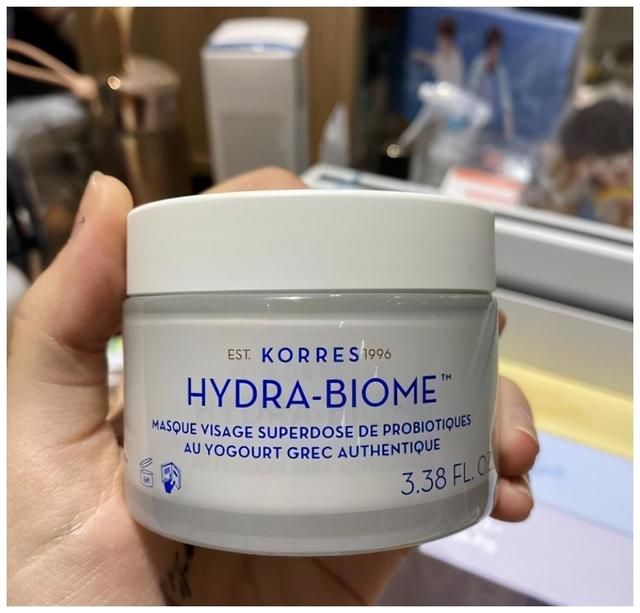 EST. KORRES 1996
HYDRA-BIOME™
MASQUE VISAGE SUPERDOSE DE PROBIOTIQUES
AU YOGOURT GREC AUTHENTIQUE
3.38 FL.